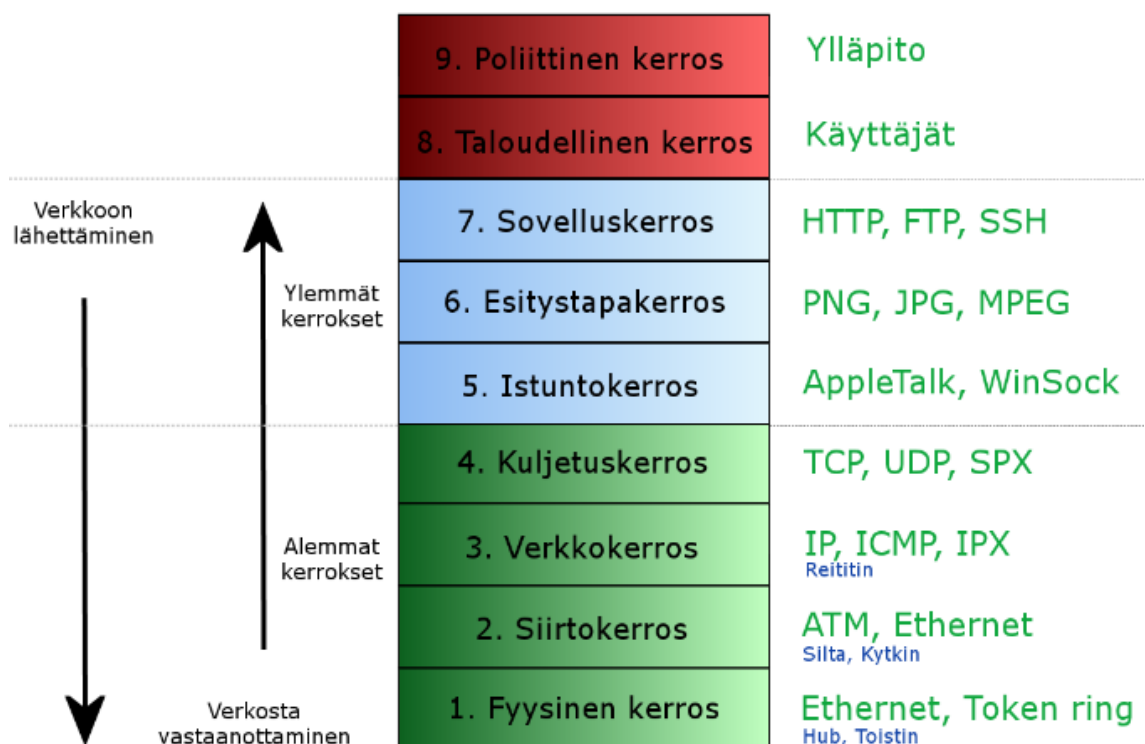 9. Poliittinen kerros
Ylläpito
8. Taloudellinen kerros
Käyttäjät
Verkkoon
lähettäminen
7. Sovelluskerros
HTTP, FTP, SSH
Ylemmät
kerrokset
6. Esitystapakerros
PNG, JPG, MPEG
5. Istuntokerros
AppleTalk, WinSock
4. Kuljetuskerros
TCP, UDP, SPX
Alemmat
kerrokset
3. Verkkokerros
IP, ICMP, IPX
Reititin
2. Siirtokerros
ATM, Ethernet
Silta, Kytkin
Verkosta
vastaanottaminen
1. Fyysinen kerros
Ethernet, Token ring
Hub, Toistin